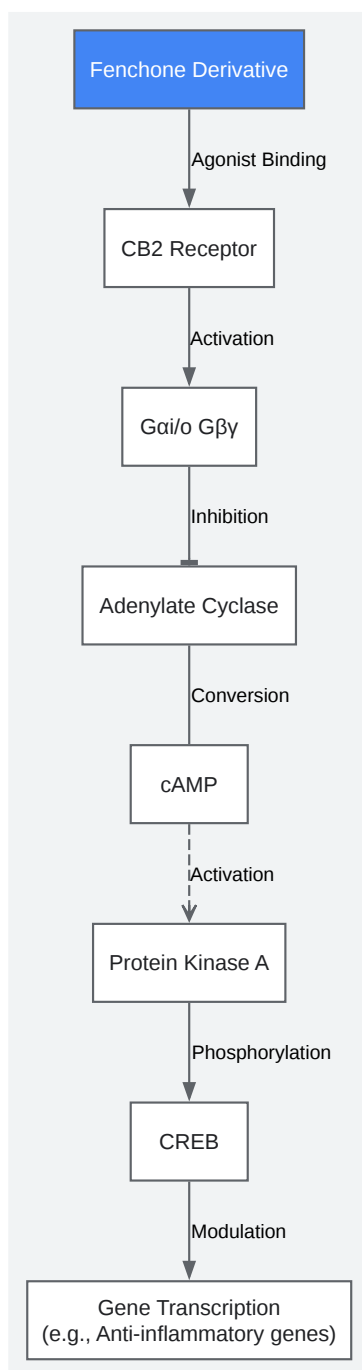 Fenchone Derivative
Agonist Binding
CB2 Receptor
Activation
Gαi/o Gβγ
Inhibition
Adenylate Cyclase
Conversion
cAMP
Activation
Protein Kinase A
Phosphorylation
CREB
Modulation
Gene Transcription
(e.g., Anti-inflammatory genes)